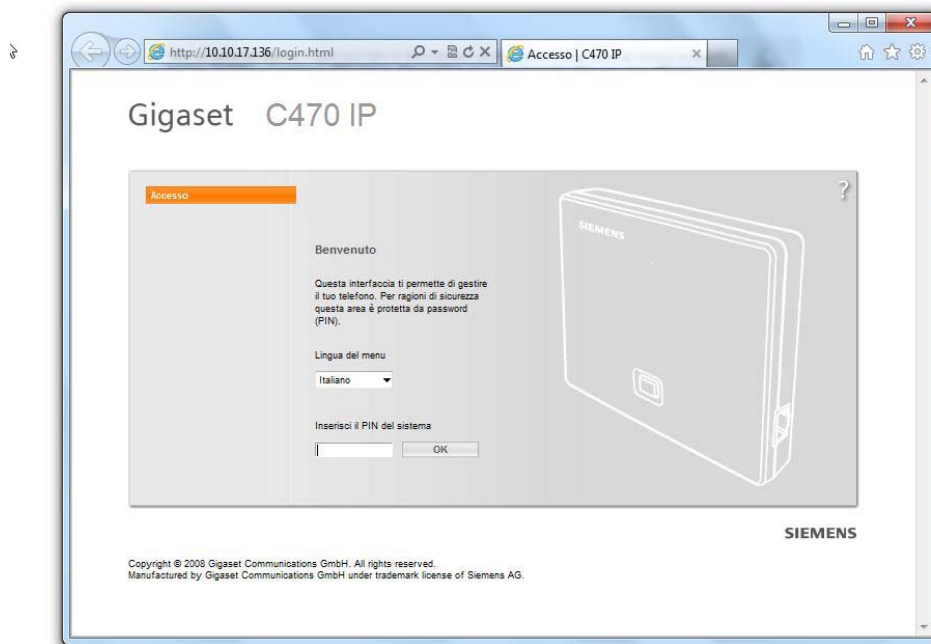 http://10.10.17.136/login.html
Accesso | C470 IP
Gigaset C470 IP
Accesso
?
SIEMENS
Benvenuto
Questa interfaccia ti permette di gestire
il tuo telefono. Per ragioni di sicurezza
questa area è protetta da password
(PIN).
Lingua del menu
Italiano
Inserisci il PIN del sistema
OK
SIEMENS
Copyright © 2008 Gigaset Communications GmbH. All rights reserved.
Manufactured by Gigaset Communications GmbH under trademark license of Siemens AG.